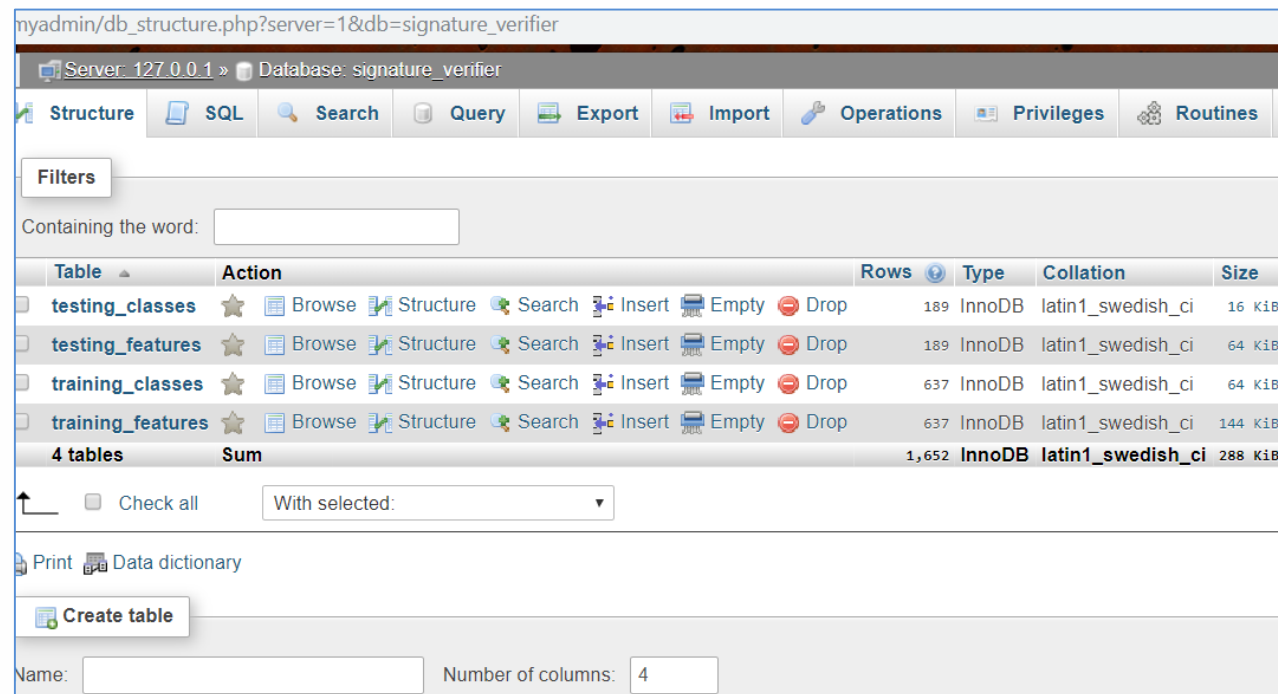 myadmin/db_structure.php?server=1&db=signature_verifier
Server: 127.0.0.1 » Database: signature_verifier
Structure SQL Search Query Export Import Operations Privileges Routines
Filters
Containing the word:
Table Action Rows Type Collation Size
testing_classes Browse Structure Search Insert Empty Drop 189 InnoDB latin1_swedish_ci 16 KiB
testing_features Browse Structure Search Insert Empty Drop 189 InnoDB latin1_swedish_ci 64 KiB
training_classes Browse Structure Search Insert Empty Drop 637 InnoDB latin1_swedish_ci 64 KiB
training_features Browse Structure Search Insert Empty Drop 637 InnoDB latin1_swedish_ci 144 KiB
4 tables Sum 1,652 InnoDB latin1_swedish_ci 288 KiB
Check all With selected:
Print Data dictionary
Create table
Name: Number of columns: 4